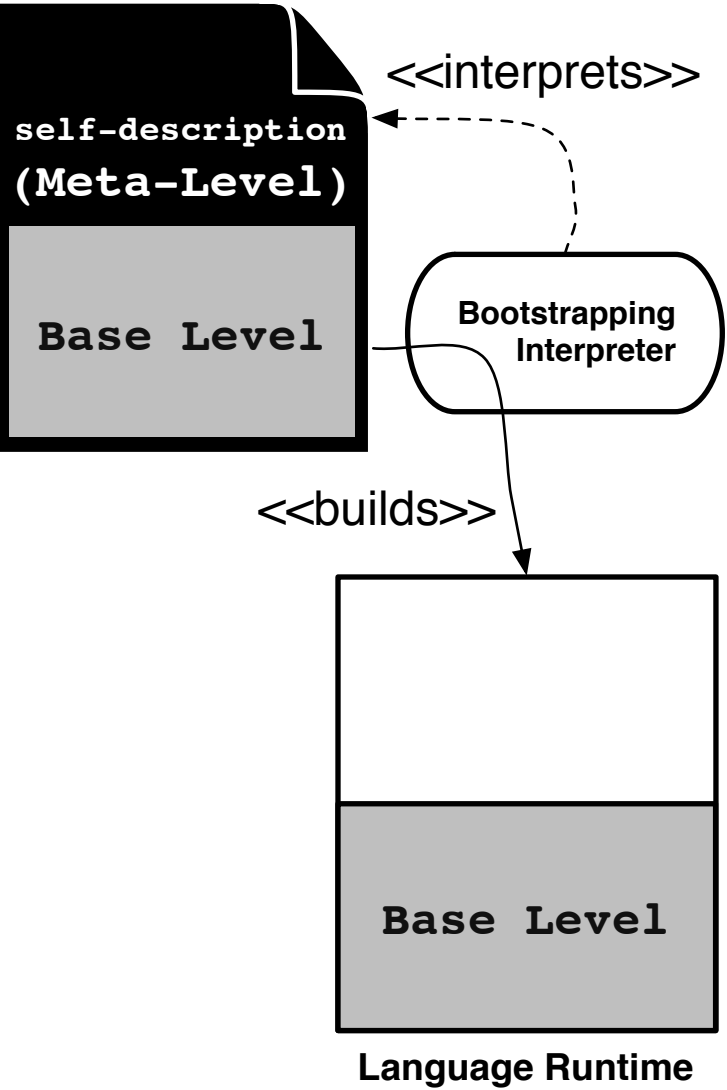 <<interprets>>
self-description
(Meta-Level)
Base Level
Bootstrapping
Interpreter
<<builds>>
Base Level
Language Runtime